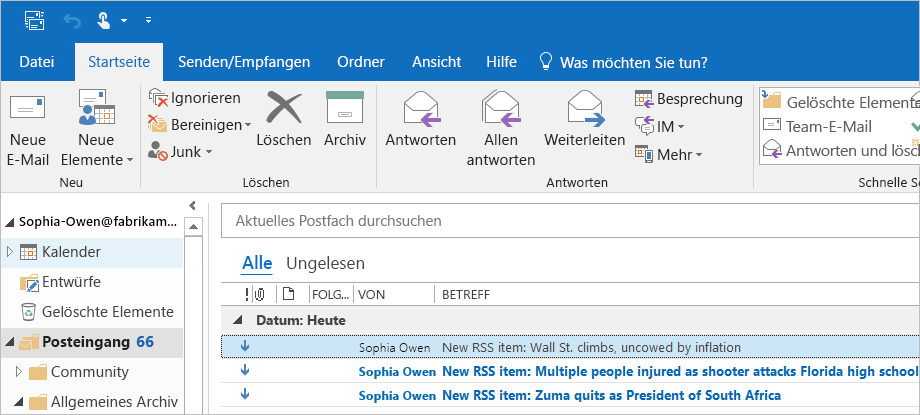 Datei Startseite Senden/Empfangen Ordner Ansicht Hilfe Was möchten Sie tun?
Neue
E-Mail
Neue
Elemente
Neu
Ignorieren
Bereinigen
Junk
Löschen
Archiv
Löschen
Antworten
Allen
antworten
Weiterleiten
Besprechung
IM
Mehr
Antworten
Gelöschte Elemente
Team-E-Mail
Antworten und lösch
Schnelle S
Sophia-Owen@fabrikam...
Kalender
Entwürfe
Gelöschte Elemente
Posteingang 66
Community
Allgemeines Archiv
Aktuelles Postfach durchsuchen
Alle Ungelesen
! FOLG... VON BETREFF
Datum: Heute
Sophia Owen New RSS item: Wall St. climbs, uncowed by inflation
Sophia Owen New RSS item: Multiple people injured as shooter attacks Florida high school
Sophia Owen New RSS item: Zuma quits as President of South Africa